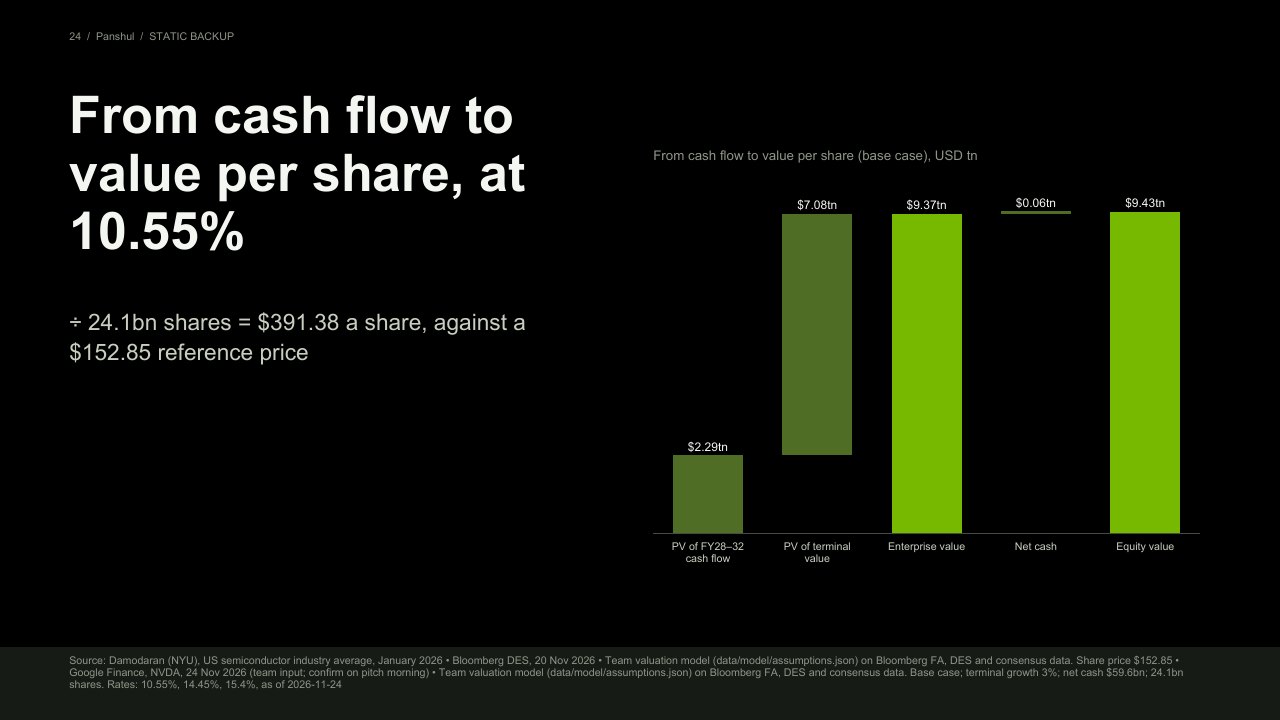 24 / Panshul / STATIC BACKUP
From cash flow to
value per share, at
10.55%
÷ 24.1bn shares = $391.38 a share, against a
$152.85 reference price
From cash flow to value per share (base case), USD tn
$2.29tn
$7.08tn
$9.37tn
$0.06tn
$9.43tn
PV of FY28–32
cash flow
PV of terminal
value
Enterprise value
Net cash
Equity value
Source: Damodaran (NYU), US semiconductor industry average, January 2026 • Bloomberg DES, 20 Nov 2026 • Team valuation model (data/model/assumptions.json) on Bloomberg FA, DES and consensus data. Share price $152.85 •
Google Finance, NVDA, 24 Nov 2026 (team input; confirm on pitch morning) • Team valuation model (data/model/assumptions.json) on Bloomberg FA, DES and consensus data. Base case; terminal growth 3%; net cash $59.6bn; 24.1bn
shares. Rates: 10.55%, 14.45%, 15.4%, as of 2026-11-24